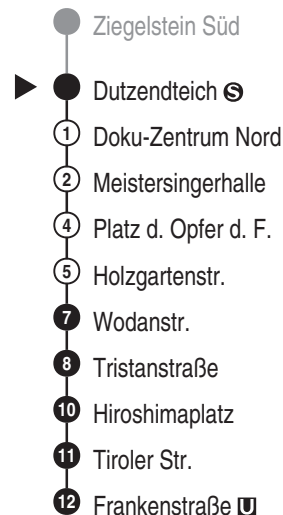 Ziegelstein Süd
Dutzendteich S
1 Doku-Zentrum Nord
2 Meistersingerhalle
4 Platz d. Opfer d. F.
5 Holzgartenstr.
7 Wodanstr.
8 Tristanstraße
10 Hiroshimaplatz
11 Tiroler Str.
12 Frankenstraße U